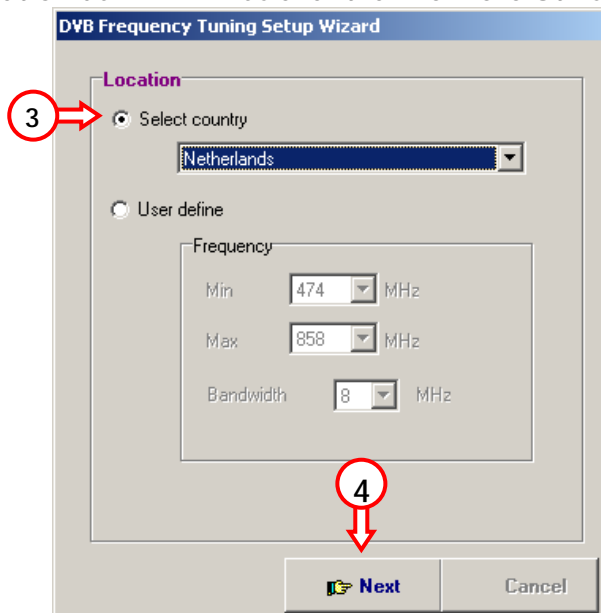 DVB Frequency Tuning Setup Wizard
Location
3
Select country
Netherlands
User define
Frequency
Min 474 MHz
Max 858 MHz
Bandwidth 8 MHz
4
Next Cancel